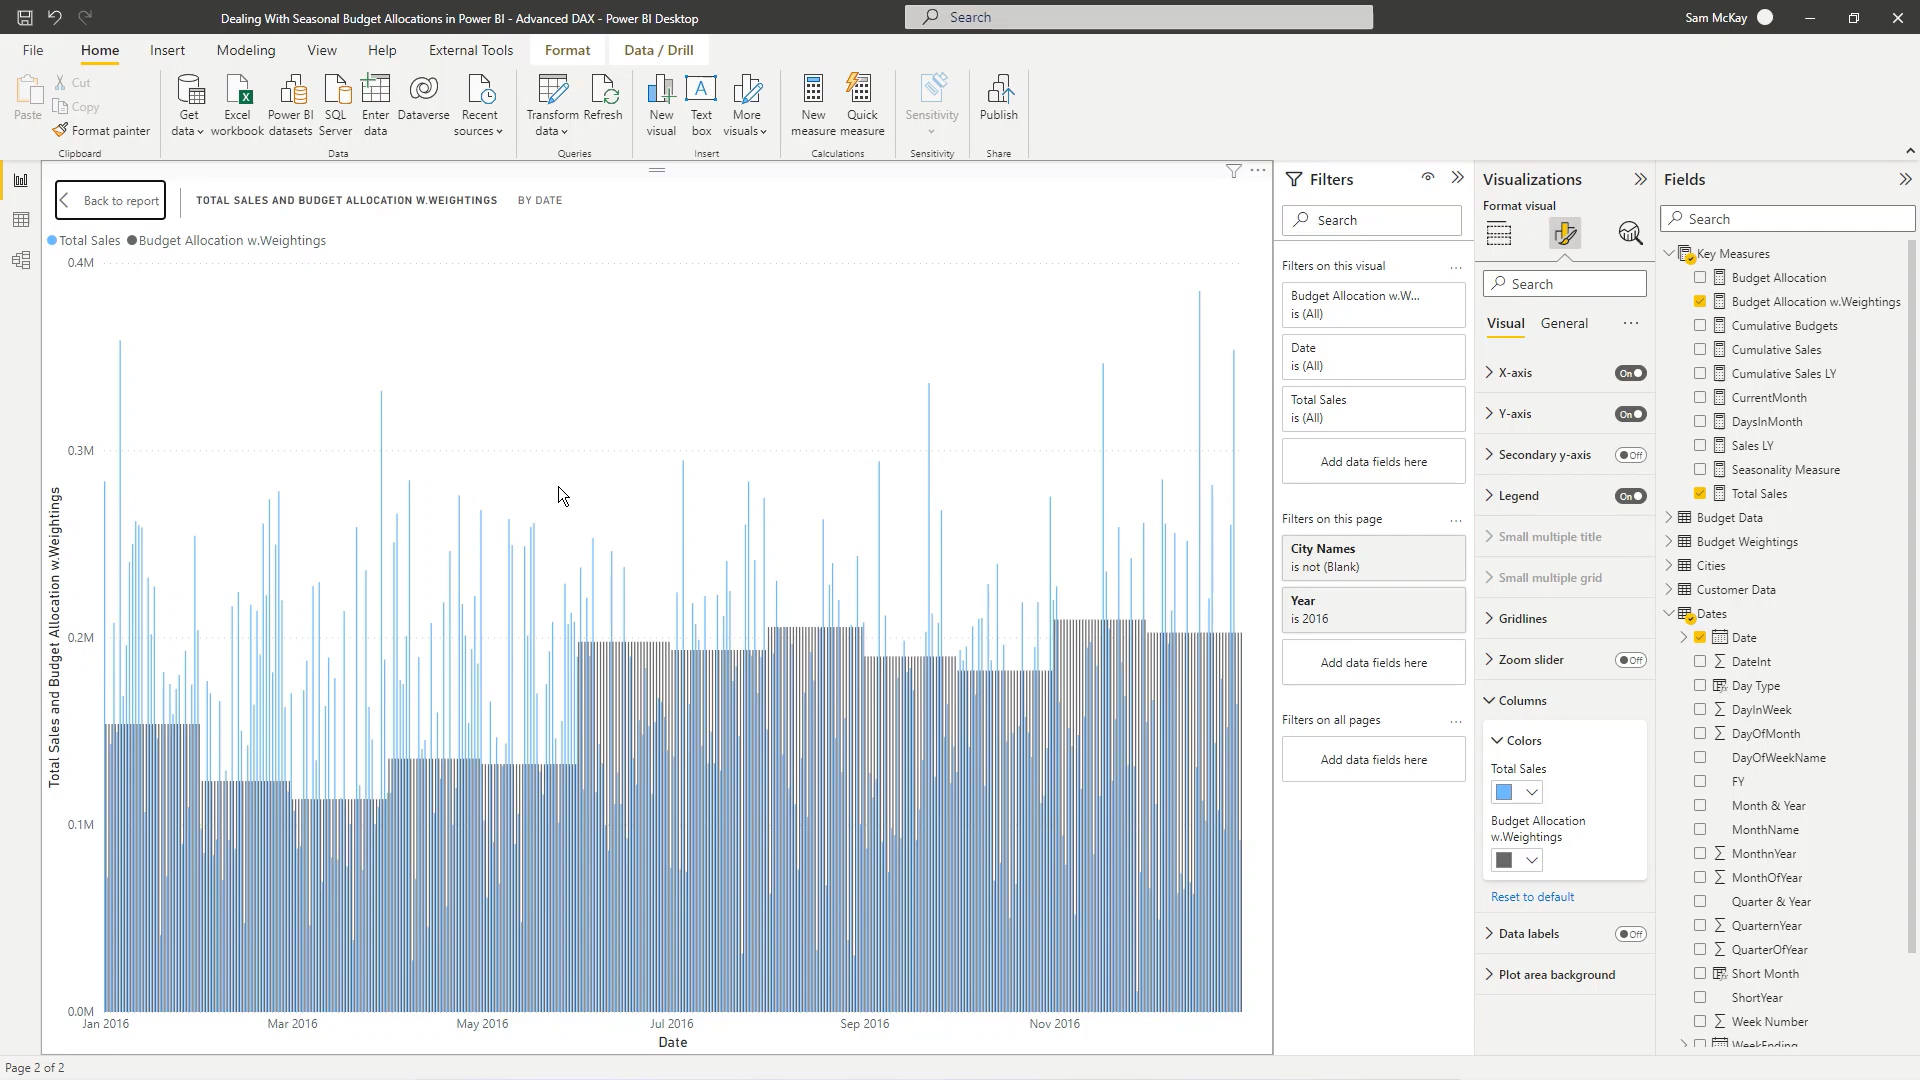 Dealing With Seasonal Budget Allocations in Power BI - Advanced DAX - Power BI Desktop
Search
Sam McKay
File
Home
Insert
Modeling
View
Help
External Tools
Format
Data / Drill
Paste
Cut
Copy
Format painter
Clipboard
Get data
Excel workbook
Power BI datasets
SQL Server
Enter data
Dataverse
Recent sources
Data
Transform data
Refresh
Queries
New visual
Text box
More visuals
Insert
New measure
Quick measure
Calculations
Sensitivity
Sensitivity
Publish
Share
Back to report
TOTAL SALES AND BUDGET ALLOCATION W.WEIGHTINGS
BY DATE
Total Sales
Budget Allocation w.Weightings
0.4M
0.3M
0.2M
0.1M
0.0M
Total Sales and Budget Allocation w.Weightings
Jan 2016
Mar 2016
May 2016
Jul 2016
Sep 2016
Nov 2016
Date
Page 2 of 2
Filters
Search
Filters on this visual
Budget Allocation w.W...
is (All)
Date
is (All)
Total Sales
is (All)
Add data fields here
Filters on this page
City Names
is not (Blank)
Year
is 2016
Add data fields here
Filters on all pages
Add data fields here
Visualizations
Format visual
Search
Visual
General
X-axis
On
Y-axis
On
Secondary y-axis
Off
Legend
On
Small multiple title
Small multiple grid
Gridlines
Zoom slider
Off
Columns
Colors
Total Sales
Budget Allocation
w.Weightings
Reset to default
Data labels
Off
Plot area background
Fields
Search
Key Measures
Budget Allocation
Budget Allocation w.Weightings
Cumulative Budgets
Cumulative Sales
Cumulative Sales LY
CurrentMonth
DaysInMonth
Sales LY
Seasonality Measure
Total Sales
Budget Data
Budget Weightings
Cities
Customer Data
Dates
Date
DateInt
Day Type
DayInWeek
DayOfMonth
DayOfWeekName
FY
Month & Year
MonthName
MonthnYear
MonthOfYear
Quarter & Year
QuarternYear
QuarterOfYear
Short Month
ShortYear
Week Number
WeekEnding